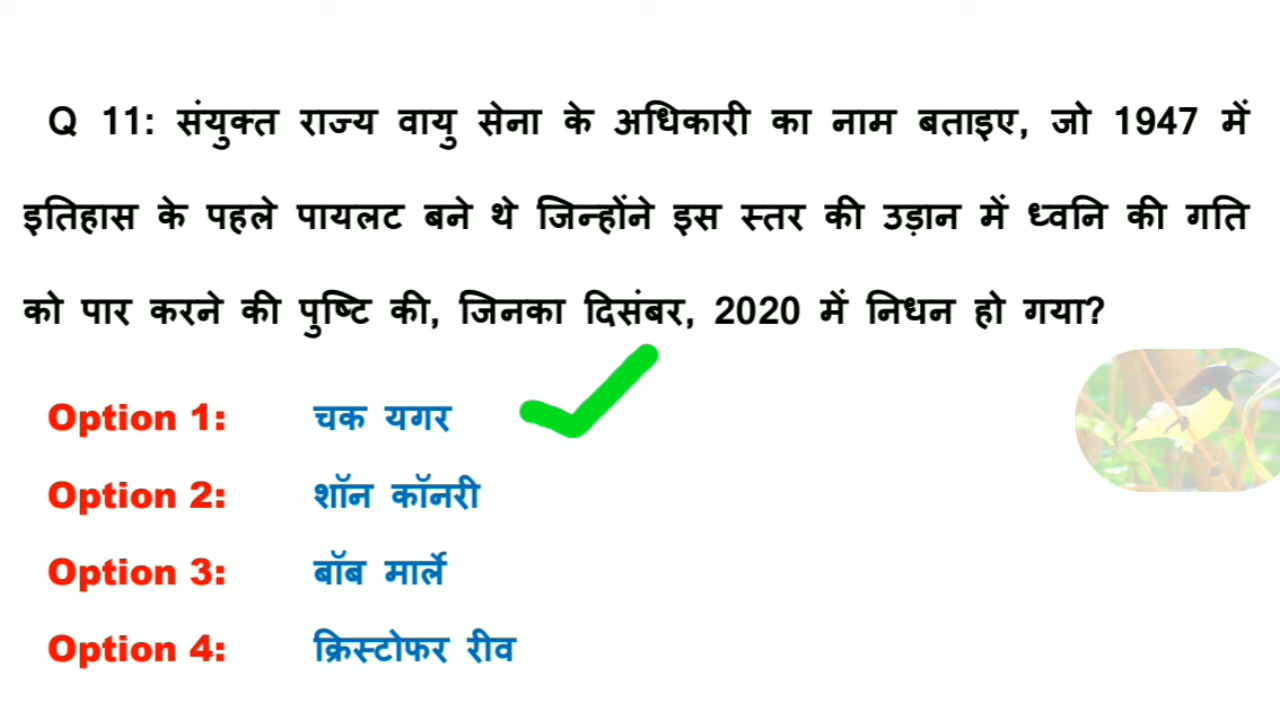 Q 11: संयुक्त राज्य वायु सेना के अधिकारी का नाम बताइए, जो 1947 में
इतिहास के पहले पायलट बने थे जिन्होंने इस स्तर की उड़ान में ध्वनि की गति
को पार करने की पुष्टि की, जिनका दिसंबर, 2020 में निधन हो गया?
Option 1: चक यगर
Option 2: शॉन कॉनरी
Option 3: बॉब मार्ले
Option 4: क्रिस्टोफर रीव